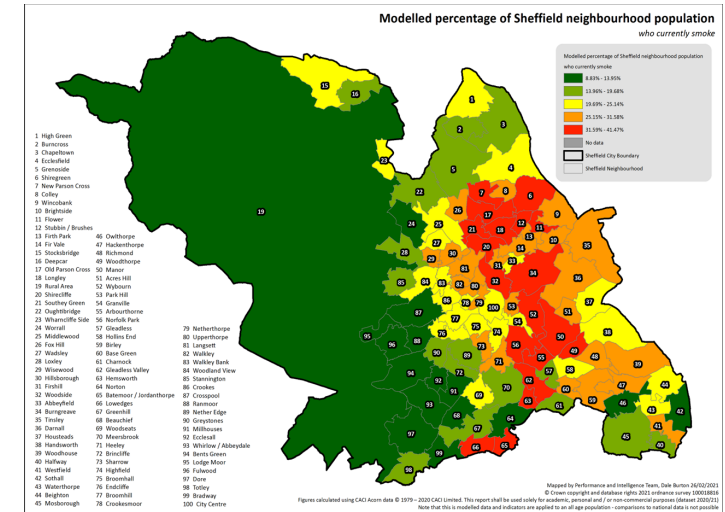 Modelled percentage of Sheffield neighbourhood population
who currently smoke
Modelled percentage of Sheffield neighbourhood population
who currently smoke
8.83% - 13.95%
13.96% - 19.68%
19.69% - 25.14%
25.15% - 31.58%
31.59% - 41.47%
No data
Sheffield City Boundary
Sheffield Neighbourhood
1 High Green
2 Burncross
3 Chapeltown
4 Ecclesfield
5 Grenoside
6 Shiregreen
7 New Parson Cross
8 Colley
9 Wincobank
10 Brightside
11 Flower
12 Stubbin / Brushes
13 Firth Park
14 Fir Vale
15 Stocksbridge
16 Deepcar
17 Old Parson Cross
18 Longley
19 Rural Area
20 Shirecliffe
21 Southey Green
22 Oughtibridge
23 Wharncliffe Side
24 Worrall
25 Middlewood
26 Fox Hill
27 Wadsley
28 Loxley
29 Wisewood
30 Hillsborough
31 Firshill
32 Woodside
33 Abbeyfield
34 Burngreave
35 Tinsley
36 Darnall
37 Housteads
38 Handsworth
39 Woodhouse
40 Halfway
41 Westfield
42 Sothall
43 Waterthorpe
44 Beighton
45 Mosborough
46 Owlthorpe
47 Hackenthorpe
48 Richmond
49 Woodthorpe
50 Manor
51 Acres Hill
52 Wybourn
53 Park Hill
54 Granville
55 Arbourthorne
56 Norfolk Park
57 Gleadless
58 Hollins End
59 Birley
60 Base Green
61 Charnock
62 Gleadless Valley
63 Hemsworth
64 Norton
65 Batemoor / Jordanthorpe
66 Lowedges
67 Greenhill
68 Beauchief
69 Woodseats
70 Meersbrook
71 Heeley
72 Brincliffe
73 Sharrow
74 Highfield
75 Broomhall
76 Endcliffe
77 Broomhill
78 Crookesmoor
79 Netherthorpe
80 Upperthorpe
81 Langsett
82 Walkley
83 Walkley Bank
84 Woodland View
85 Stannington
86 Crookes
87 Crosspool
88 Ranmoor
89 Nether Edge
90 Greystones
91 Millhouses
92 Ecclesall
93 Whirlow / Abbeydale
94 Bents Green
95 Lodge Moor
96 Fulwood
97 Dore
98 Totley
99 Bradway
100 City Centre
Mapped by Performance and Intelligence Team, Dale Burton 26/02/2021
© Crown copyright and database rights 2021 ordnance survey 100018816
Figures calculated using CACI Acorn data © 1979 – 2020 CACI Limited. This report shall be used solely for academic, personal and / or non-commercial purposes (dataset 2020/21)
Note that this is modelled data and indicators are applied to an all age population - comparisons to national data is not possible